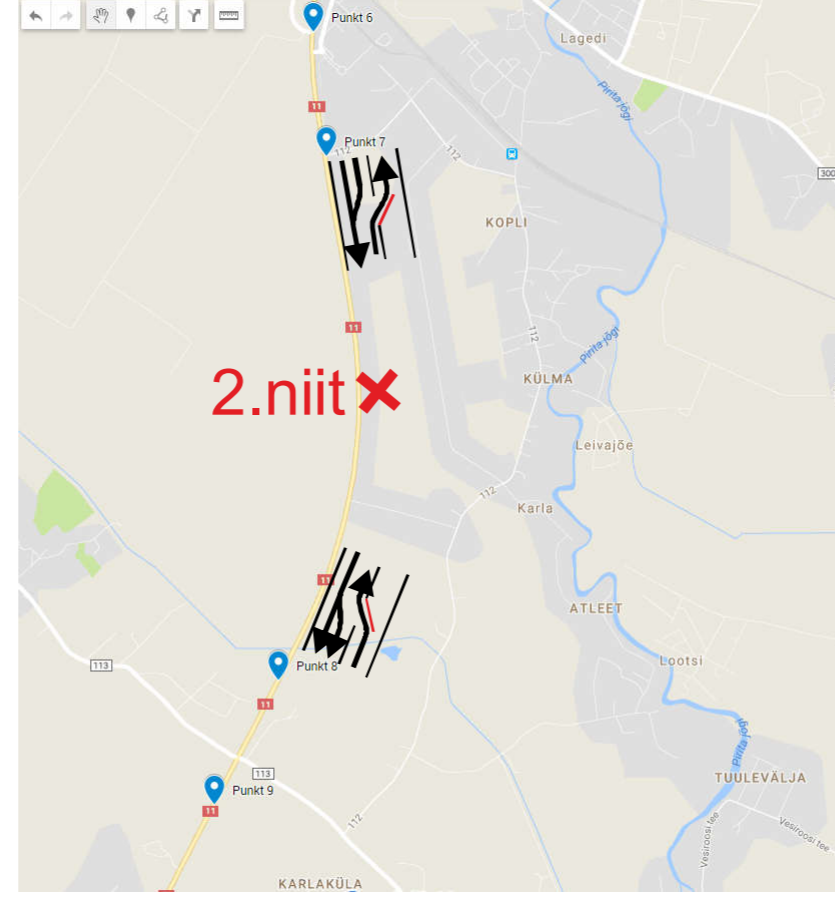 Punkt 6
Lagedi
Pirita jõgi
11
Punkt 7
112
112
300
KOPLI
11
112
Pirita jõgi
2.niit
KÜLMA
Leivajõe
112
Karla
11
ATLEET
Lootsi
113
Punkt 8
11
Pirita jõgi
113
TUULEVÄLJA
Punkt 9
11
112
Vesiroosi tee
Vesiroosi tee
KARLAKÜLA